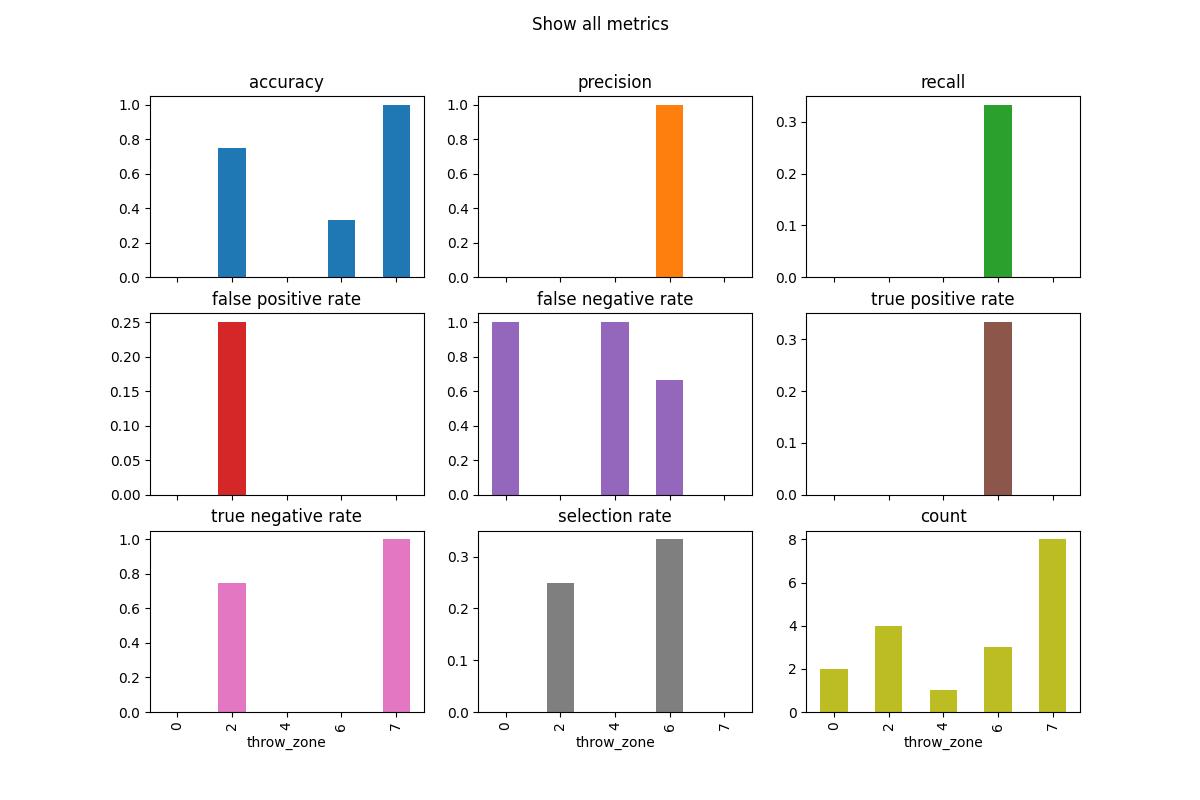 Show all metrics
accuracy
precision
recall
1.0
0.8
0.6
0.4
0.2
0.0
1.0
0.8
0.6
0.4
0.2
0.0
0.3
0.2
0.1
0.0
false positive rate
false negative rate
true positive rate
0.25
0.20
0.15
0.10
0.05
0.00
1.0
0.8
0.6
0.4
0.2
0.0
0.3
0.2
0.1
0.0
true negative rate
selection rate
count
1.0
0.8
0.6
0.4
0.2
0.0
0 2 4 6 7
throw_zone
0.3
0.2
0.1
0.0
0 2 4 6 7
throw_zone
8
6
4
2
0
0 2 4 6 7
throw_zone